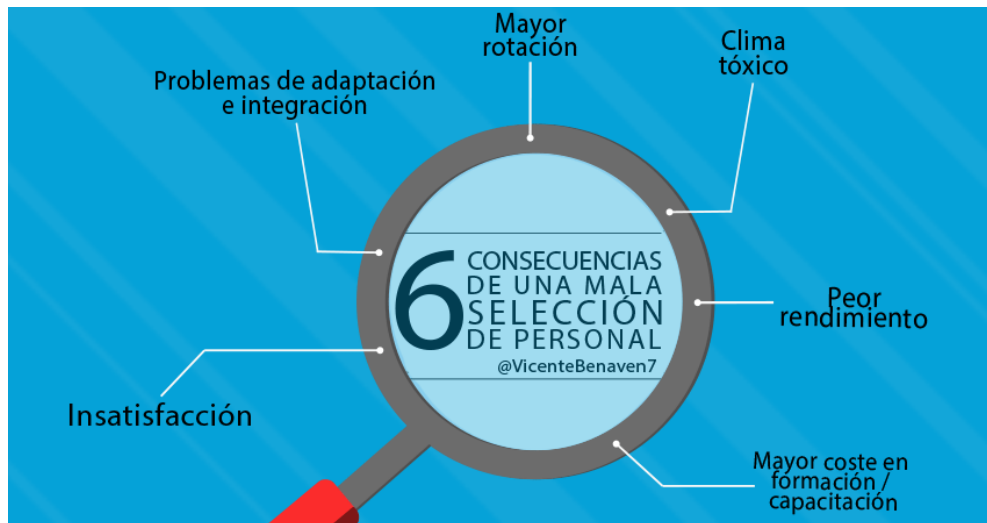 Mayor
rotación
Clima
tóxico
Problemas de adaptación
e integración
6 CONSECUENCIAS
DE UNA MALA
SELECCIÓN
DE PERSONAL
@VicenteBenaven7
Peor
rendimiento
Insatisfacción
Mayor coste en
formación /
capacitación